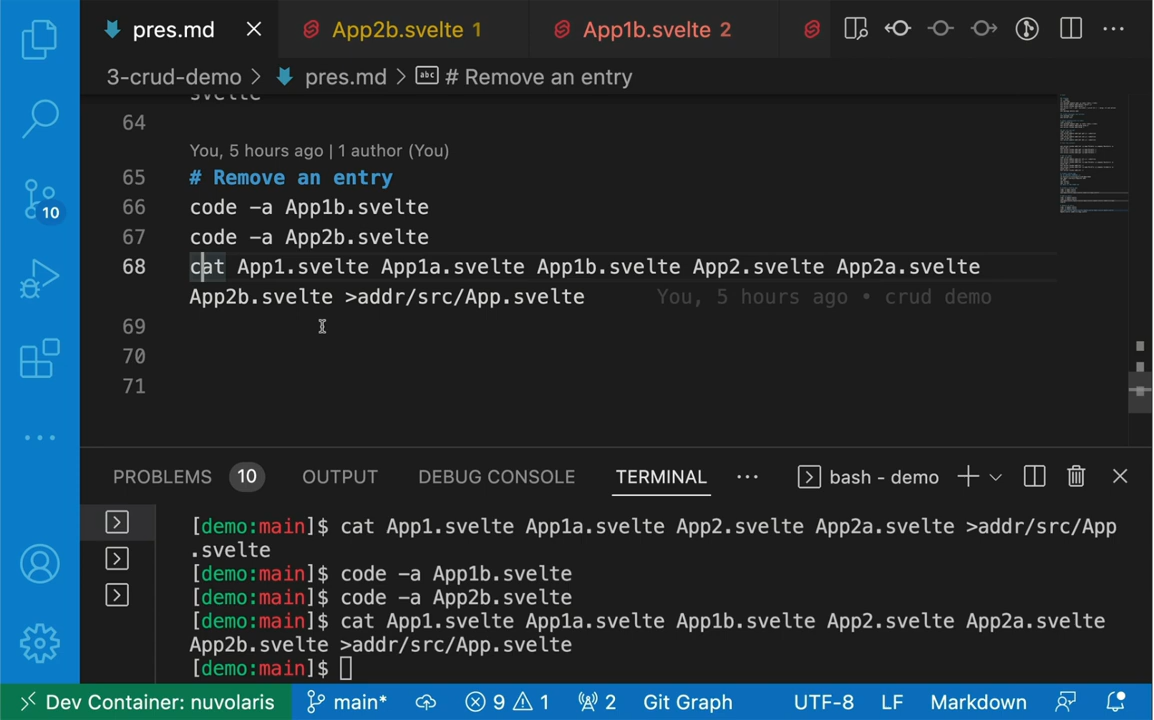 pres.md
App2b.svelte 1
App1b.svelte 2
3-crud-demo > pres.md > abc # Remove an entry
svelte
64
You, 5 hours ago | 1 author (You)
65 # Remove an entry
66 code -a App1b.svelte
67 code -a App2b.svelte
68 cat App1.svelte App1a.svelte App1b.svelte App2.svelte App2a.svelte
App2b.svelte >addr/src/App.svelte You, 5 hours ago • crud demo
69
70
71
10
PROBLEMS 10 OUTPUT DEBUG CONSOLE TERMINAL ... bash - demo
[demo:main]$ cat App1.svelte App1a.svelte App2.svelte App2a.svelte >addr/src/App
.svelte
[demo:main]$ code -a App1b.svelte
[demo:main]$ code -a App2b.svelte
[demo:main]$ cat App1.svelte App1a.svelte App1b.svelte App2.svelte App2a.svelte
App2b.svelte >addr/src/App.svelte
[demo:main]$
Dev Container: nuvolaris main* 9 1 2 Git Graph UTF-8 LF Markdown